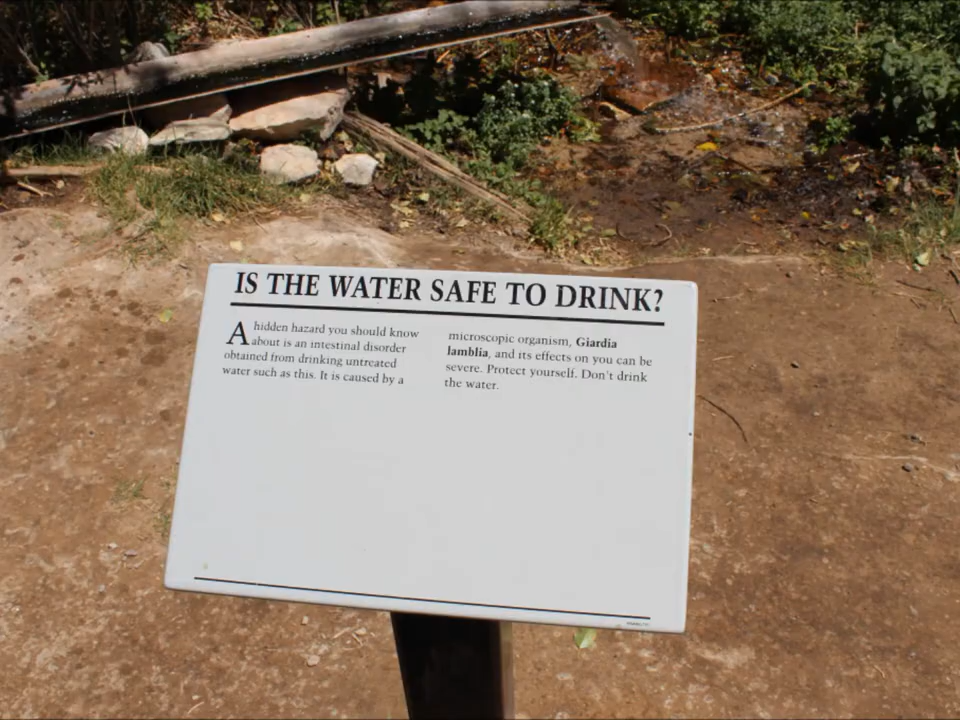 IS THE WATER SAFE TO DRINK?
A hidden hazard you should know
about is an intestinal disorder
obtained from drinking untreated
water such as this. It is caused by a
microscopic organism, Giardia
lamblia, and its effects on you can be
severe. Protect yourself. Don't drink
the water.